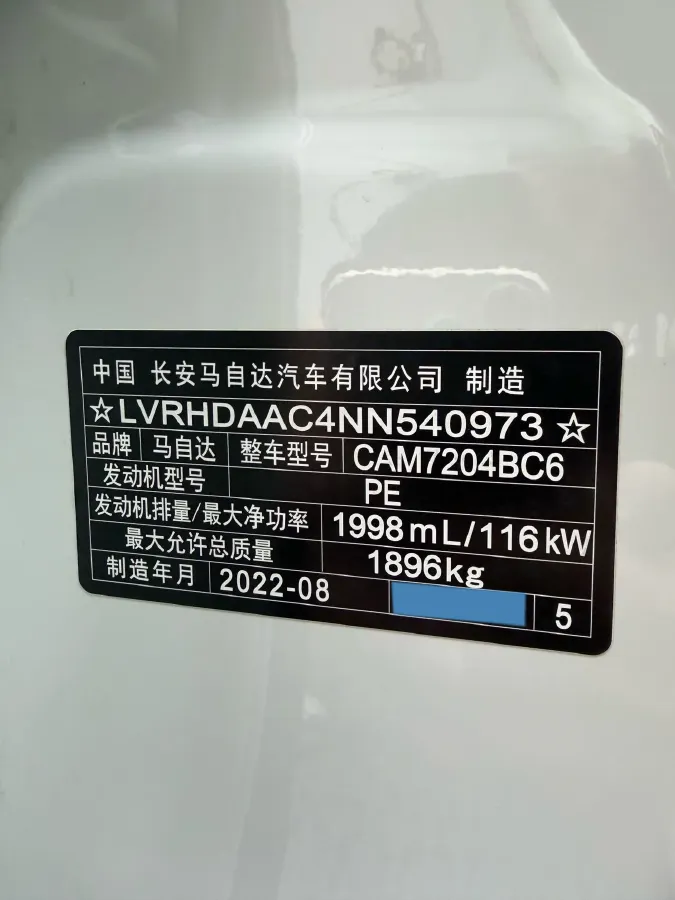 中国 长安马自达汽车有限公司 制造
☆LVRHDAAC4NN540973☆
品牌 马自达 整车型号 CAM7204BC6
发动机型号 PE
发动机排量/最大净功率 1998mL/116kW
最大允许总质量 1896kg
制造年月 2022-08 5